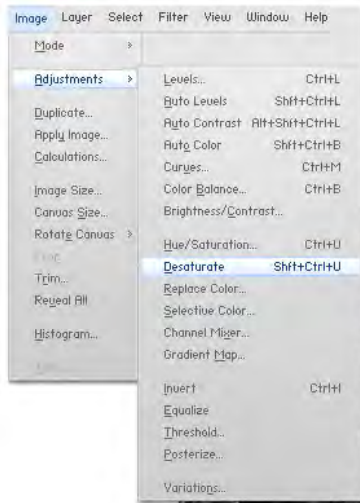 Image Layer Select Filter View Window Help
Mode
Adjustments
Duplicate...
Apply Image...
Calculations...
Image Size...
Canvas Size...
Rotate Canvas
Crop
Trim...
Reveal All
Histogram...
Levels... Ctrl+L
Auto Levels Shft+Ctrl+L
Auto Contrast Alt+Shft+Ctrl+L
Auto Color Shft+Ctrl+B
Curves... Ctrl+M
Color Balance... Ctrl+B
Brightness/Contrast...
Hue/Saturation... Ctrl+U
Desaturate Shft+Ctrl+U
Replace Color...
Selective Color...
Channel Mixer...
Gradient Map...
Invert Ctrl+I
Equalize
Threshold...
Posterize...
Variations...